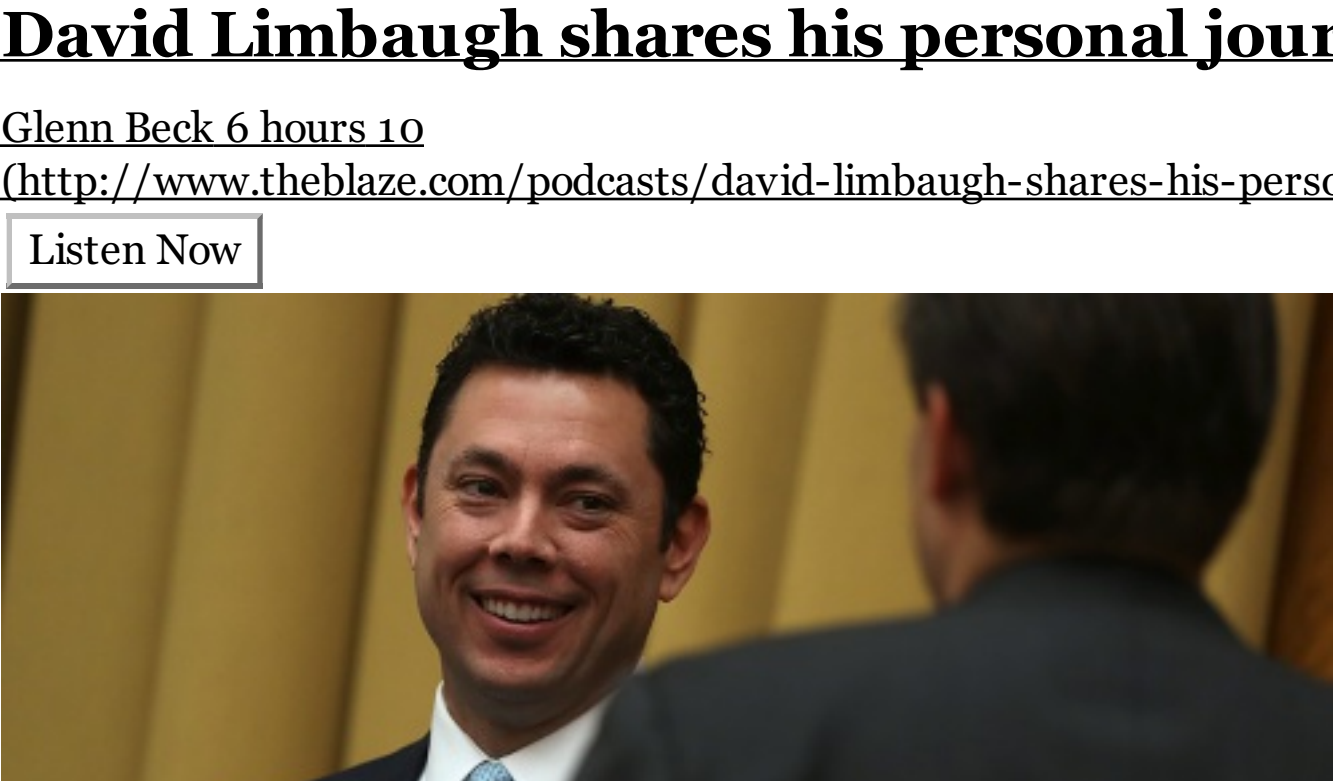 David Limbaugh shares his personal jour
Glenn Beck 6 hours 10
(http://www.theblaze.com/podcasts/david-limbaugh-shares-his-perso
Listen Now